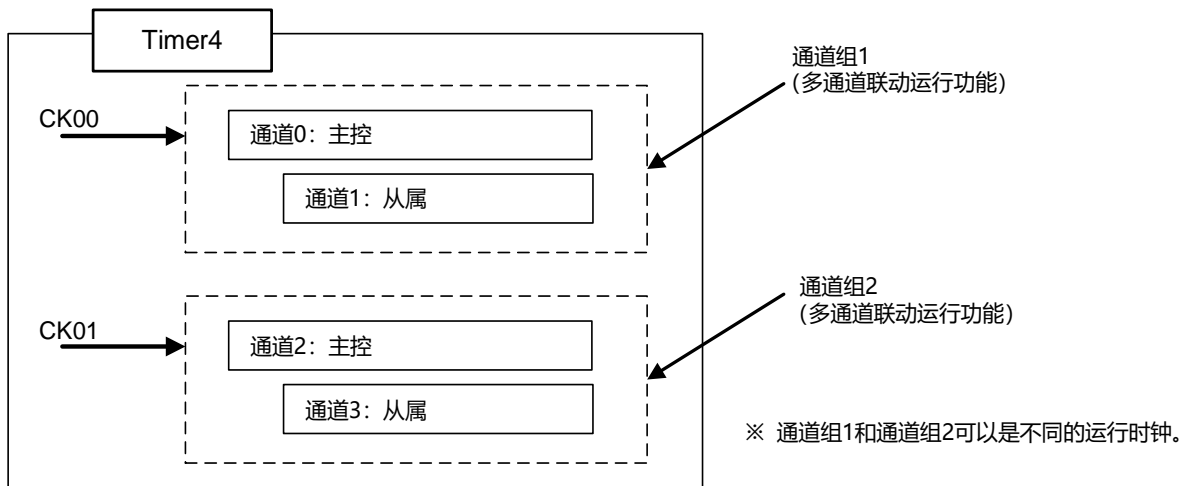 Timer4
通道组1
(多通道联动运行功能)
CK00
通道0：主控
通道1：从属
通道组2
(多通道联动运行功能)
CK01
通道2：主控
通道3：从属
※ 通道组1和通道组2可以是不同的运行时钟。